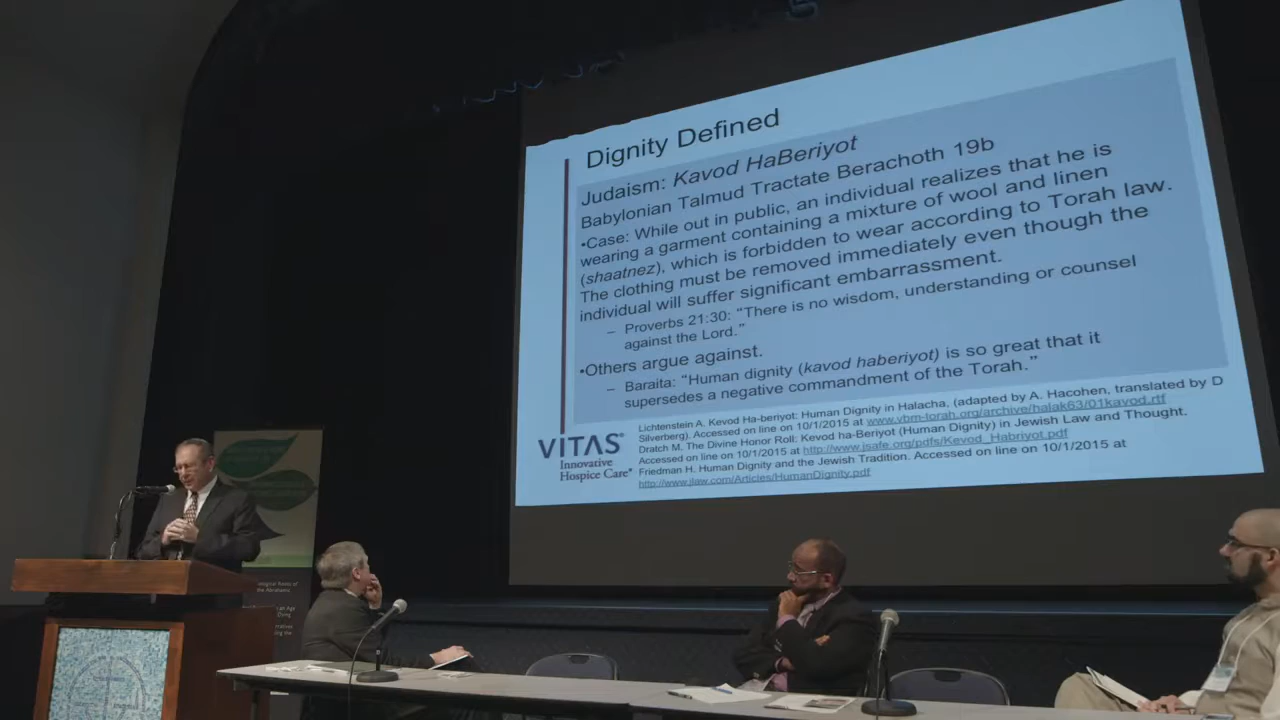 Dignity Defined
Judaism: Kavod HaBeriyot
Babylonian Talmud Tractate Berachoth 19b
•Case: While out in public, an individual realizes that he is
wearing a garment containing a mixture of wool and linen
(shaatnez), which is forbidden to wear according to Torah law.
The clothing must be removed immediately even though the
individual will suffer significant embarrassment.
– Proverbs 21:30: “There is no wisdom, understanding or counsel
against the Lord.”
•Others argue against.
– Baraita: “Human dignity (kavod haberiyot) is so great that it
supersedes a negative commandment of the Torah.”
Lichtenstein A. Kevod Ha-beriyot: Human Dignity in Halacha, (adapted by A. Hacohen, translated by D
Silverberg). Accessed on line on 10/1/2015 at www.vbm-torah.org/archive/halak63/01kavod.rtf
Dratch M. The Divine Honor Roll: Kevod ha-Beriyot (Human Dignity) in Jewish Law and Thought.
Accessed on line on 10/1/2015 at http://www.jsafe.org/pdfs/Kevod_Habriyot.pdf
Friedman H. Human Dignity and the Jewish Tradition. Accessed on line on 10/1/2015 at
http://www.jlaw.com/Articles/HumanDignity.pdf
VITAS®
Innovative
Hospice Care®